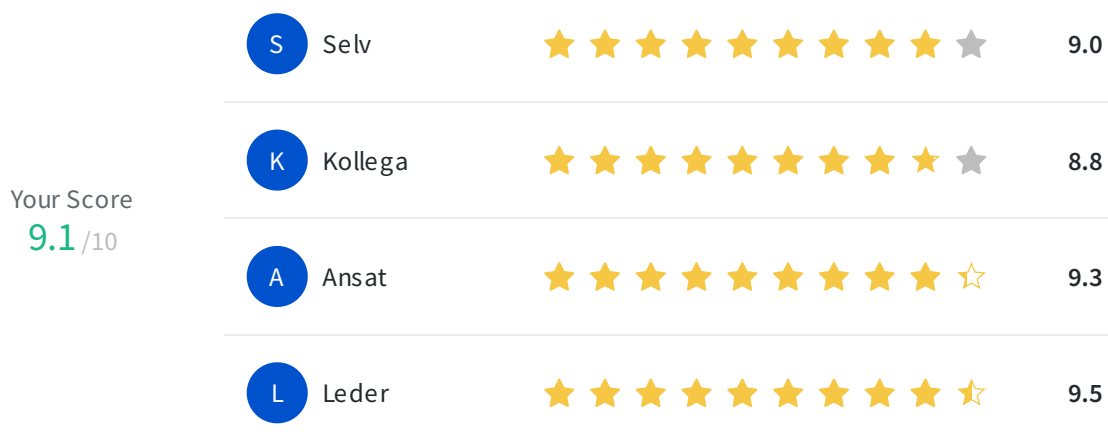 S Selv 9.0
K Kollega 8.8
Your Score
9.1 /10
A Ansat 9.3
L Leder 9.5